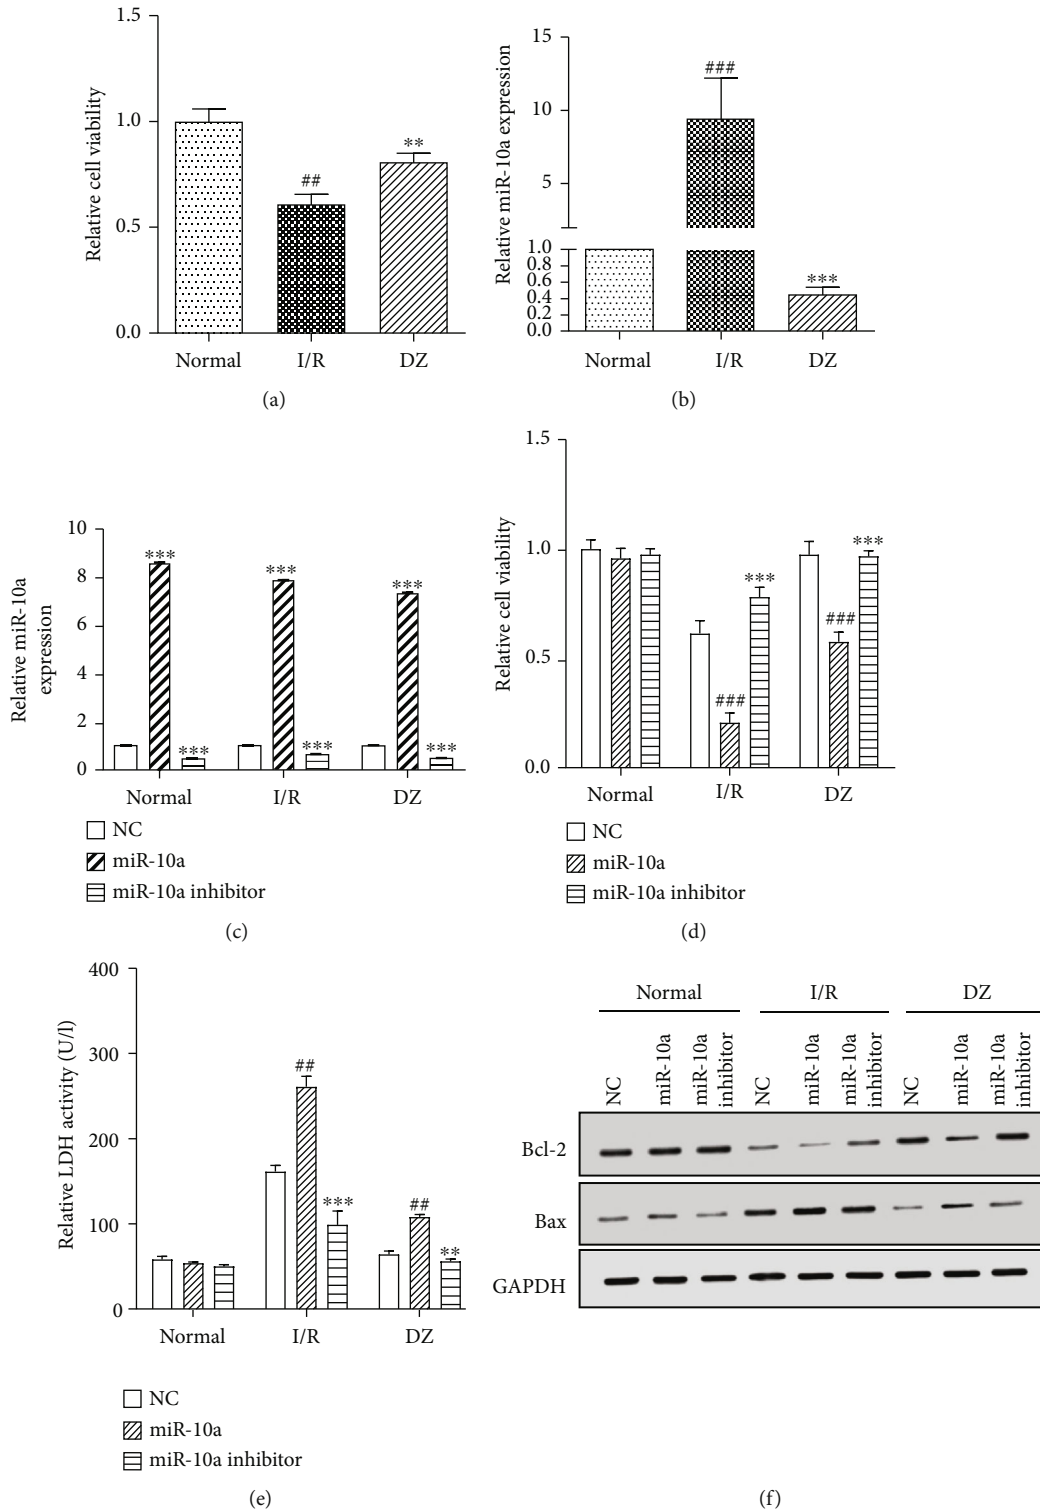 Relative cell viability
1.5
1.0
0.5
0.0
##
**
Normal I/R DZ
(a)
Relative miR-10a expression
15
10
5
1.0
0.8
0.6
0.4
0.2
0.0
###
***
Normal I/R DZ
(b)
Relative miR-10a
expression
10
8
6
4
2
0
*** *** ***
*** *** ***
Normal I/R DZ
NC
miR-10a
miR-10a inhibitor
(c)
Relative cell viability
1.5
1.0
0.5
0.0
###
***
###
***
Normal I/R DZ
NC
miR-10a
miR-10a inhibitor
(d)
Relative LDH activity (U/l)
400
300
200
100
0
##
***
##
**
Normal I/R DZ
NC
miR-10a
miR-10a inhibitor
(e)
Normal I/R DZ
NC
miR-10a
miR-10a
inhibitor
NC
miR-10a
miR-10a
inhibitor
NC
miR-10a
miR-10a
inhibitor
Bcl-2
Bax
GAPDH
(f)